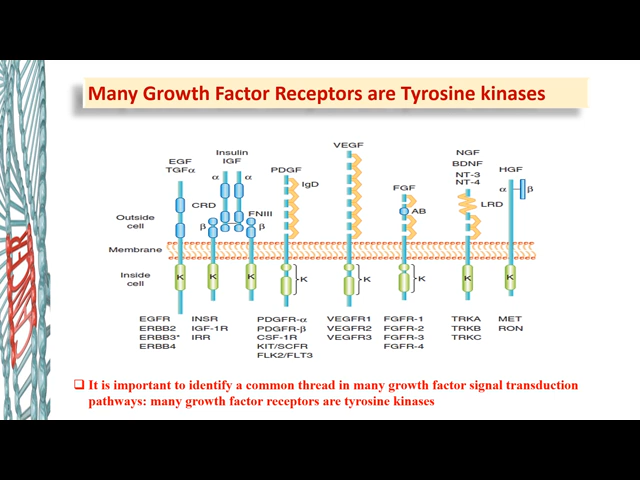 Many Growth Factor Receptors are Tyrosine kinases
EGF
TGFα
Insulin
IGF
α α
PDGF
IgD
VEGF
FGF
AB
NGF
BDNF
NT-3
NT-4
LRD
HGF
α β
CRD
FNIII
β β
Outside
cell
Membrane
Inside
cell
K K K K K K K K
EGFR
ERBB2
ERBB3*
ERBB4
INSR
IGF-1R
IRR
PDGFR-α
PDGFR-β
CSF-1R
KIT/SCFR
FLK2/FLT3
VEGFR1
VEGFR2
VEGFR3
FGFR-1
FGFR-2
FGFR-3
FGFR-4
TRKA
TRKB
TRKC
MET
RON
It is important to identify a common thread in many growth factor signal transduction
pathways: many growth factor receptors are tyrosine kinases
CANCER